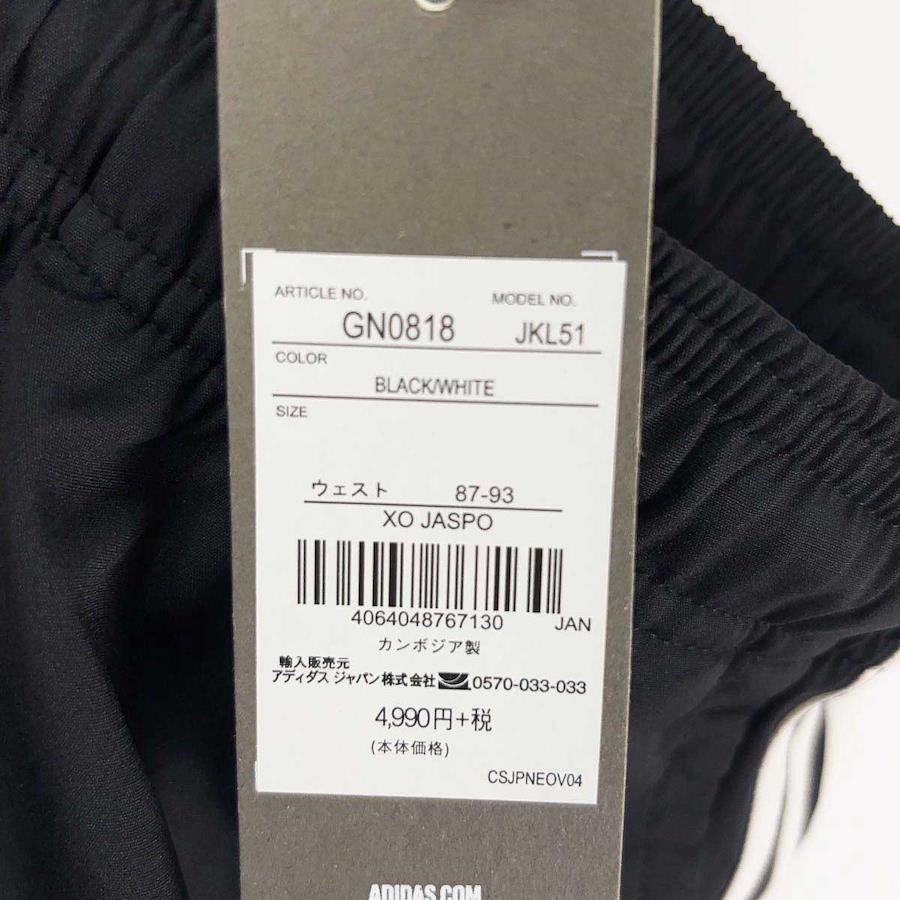 ARTICLE NO. MODEL NO.
GN0818 JKL51
COLOR
BLACK/WHITE
SIZE
ウェスト 87-93
XO JASPO
4064048767130 JAN
カンボジア製
輸入販売元
アディダス ジャパン株式会社 0570-033-033
4,990円+税
(本体価格)
CSJPNEOV04
ADIDAS.COM